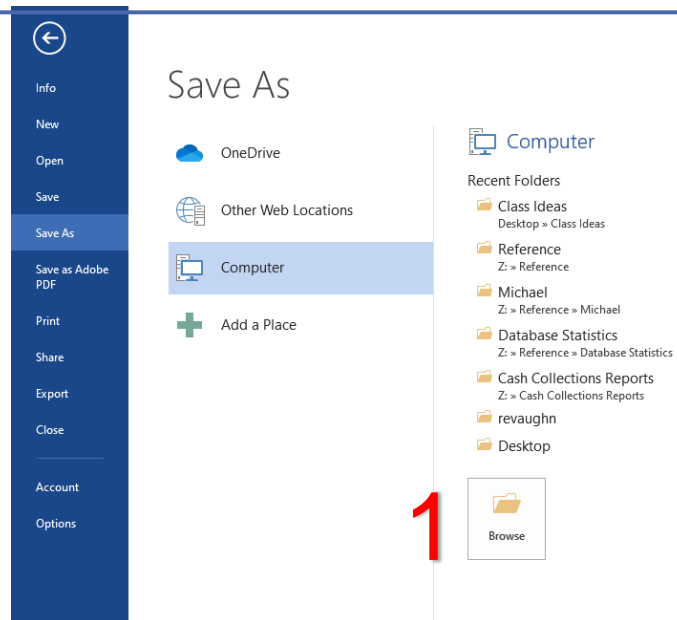 Info
New
Open
Save
Save As
Save as Adobe
PDF
Print
Share
Export
Close
Account
Options
Save As
OneDrive
Other Web Locations
Computer
Add a Place
Computer
Recent Folders
Class Ideas
Desktop » Class Ideas
Reference
Z: » Reference
Michael
Z: » Reference » Michael
Database Statistics
Z: » Reference » Database Statistics
Cash Collections Reports
Z: » Cash Collections Reports
revaughn
Desktop
1
Browse